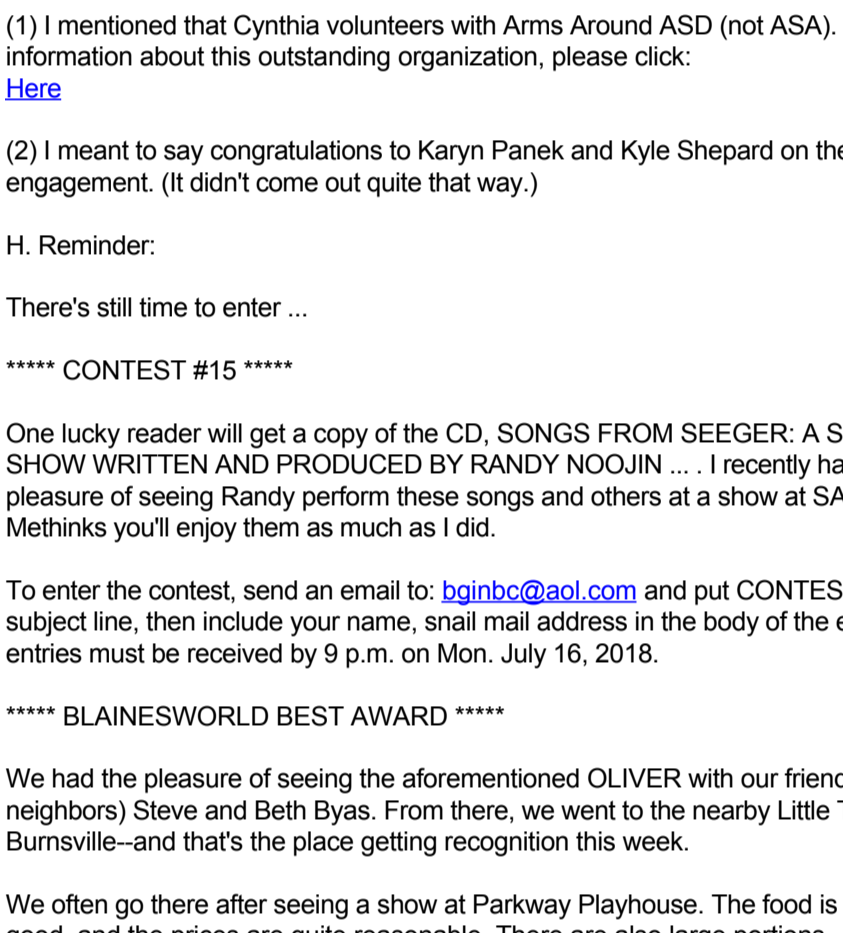 (1) I mentioned that Cynthia volunteers with Arms Around ASD (not ASA).
information about this outstanding organization, please click:
Here
(2) I meant to say congratulations to Karyn Panek and Kyle Shepard on
engagement. (It didn't come out quite that way.)
H. Reminder:
There's still time to enter ...
***** CONTEST #15 *****
One lucky reader will get a copy of the CD, SONGS FROM SEEGER: A
SHOW WRITTEN AND PRODUCED BY RANDY NOOJIN ... . I recently
pleasure of seeing Randy perform these songs and others at a show at
Methinks you'll enjoy them as much as I did.
To enter the contest, send an email to: bginbc@aol.com and put
subject line, then include your name, snail mail address in the body of the
entries must be received by 9 p.m. on Mon. July 16, 2018.
***** BLAINESWORLD BEST AWARD *****
We had the pleasure of seeing the aforementioned OLIVER with our
neighbors) Steve and Beth Byas. From there, we went to the nearby Little
Burnsville--and that's the place getting recognition this week.
We often go there after seeing a show at Parkway Playhouse. The food is